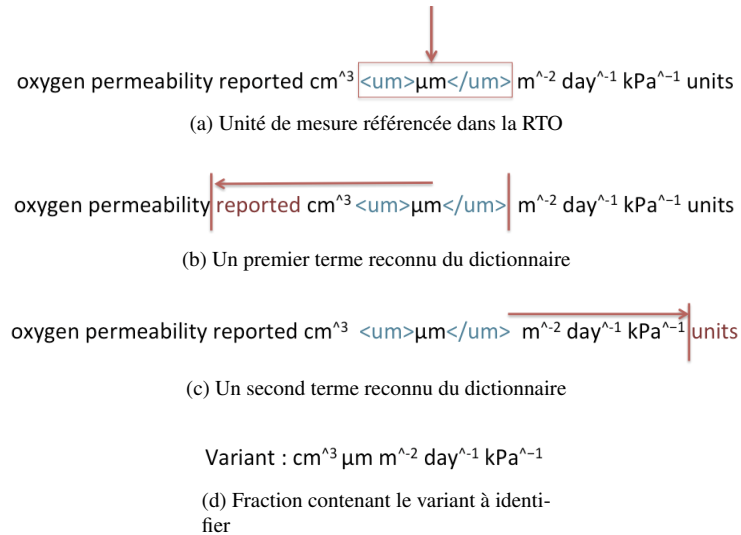 oxygen permeability reported cm^3 <um>µm</um> m^-2 day^-1 kPa^−1 units
(a) Unité de mesure référencée dans la RTO
oxygen permeability reported cm^3 <um>µm</um> m^-2 day^-1 kPa^−1 units
(b) Un premier terme reconnu du dictionnaire
oxygen permeability reported cm^3 <um>µm</um> m^-2 day^-1 kPa^−1 units
(c) Un second terme reconnu du dictionnaire
Variant : cm^3 µm m^-2 day^-1 kPa^−1
(d) Fraction contenant le variant à identi-
fier